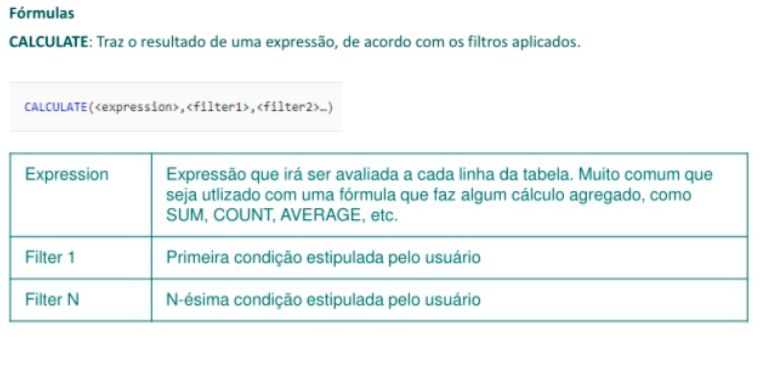 Fórmulas
CALCULATE: Traz o resultado de uma expressão, de acordo com os filtros aplicados.
CALCULATE(<expression>,<filter1>,<filter2>…)
Expression
Expressão que irá ser avaliada a cada linha da tabela. Muito comum que
seja utlizado com uma fórmula que faz algum cálculo agregado, como
SUM, COUNT, AVERAGE, etc.
Filter 1
Primeira condição estipulada pelo usuário
Filter N
N-ésima condição estipulada pelo usuário